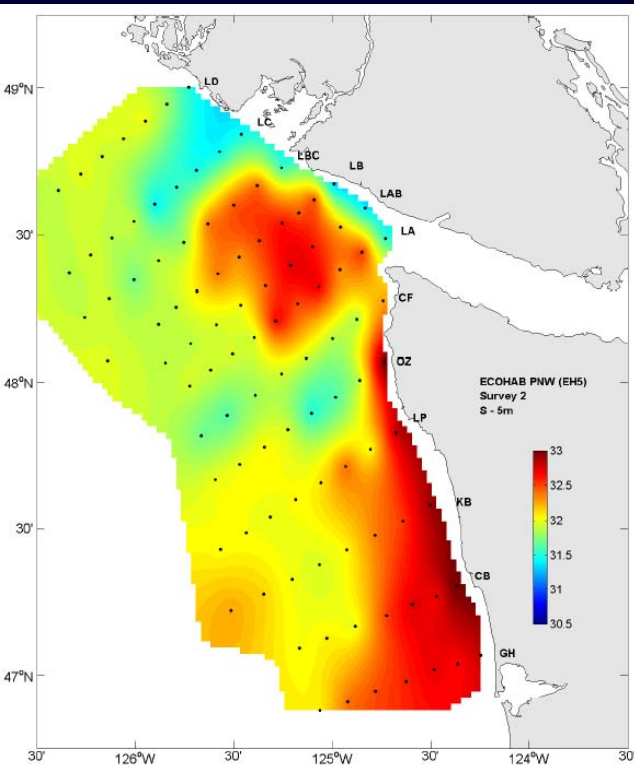 49°N
LD
LC
LBC
LB
LAB
30'
LA
CF
OZ
48°N
ECOHAB PNW (EH5)
Survey 2
S - 5m
LP
33
32.5
32
31.5
31
30.5
30'
KB
CB
GH
47°N
30' 126°W 30' 125°W 30' 124°W 30'